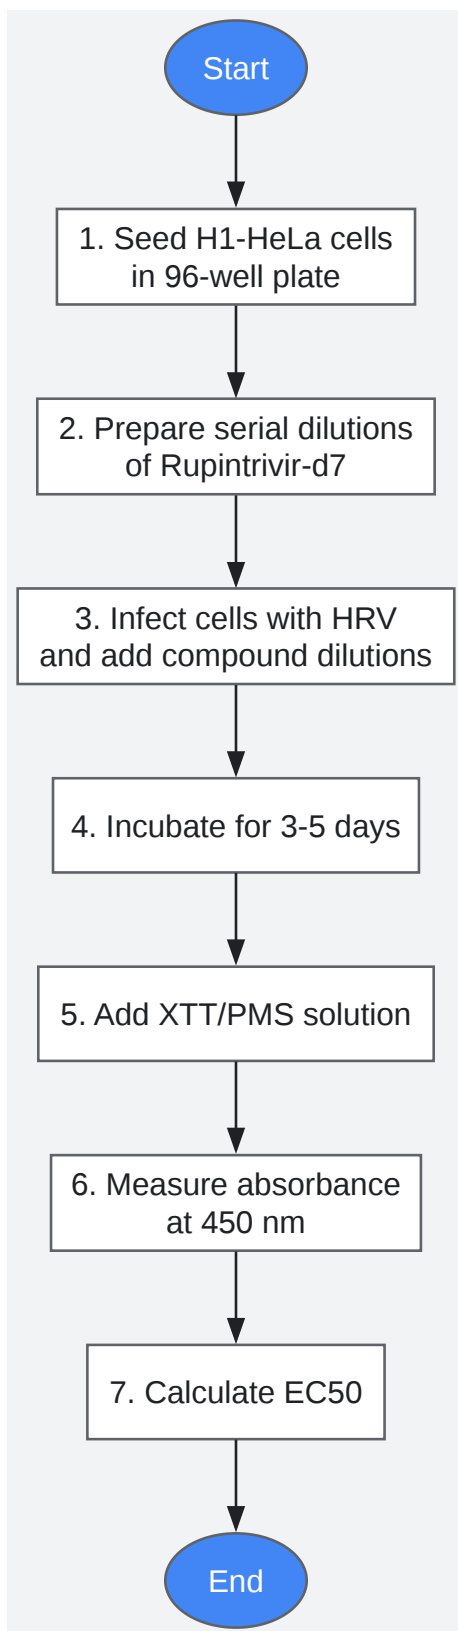 Start
1. Seed H1-HeLa cells
in 96-well plate
2. Prepare serial dilutions
of Rupintrivir-d7
3. Infect cells with HRV
and add compound dilutions
4. Incubate for 3-5 days
5. Add XTT/PMS solution
6. Measure absorbance
at 450 nm
7. Calculate EC50
End